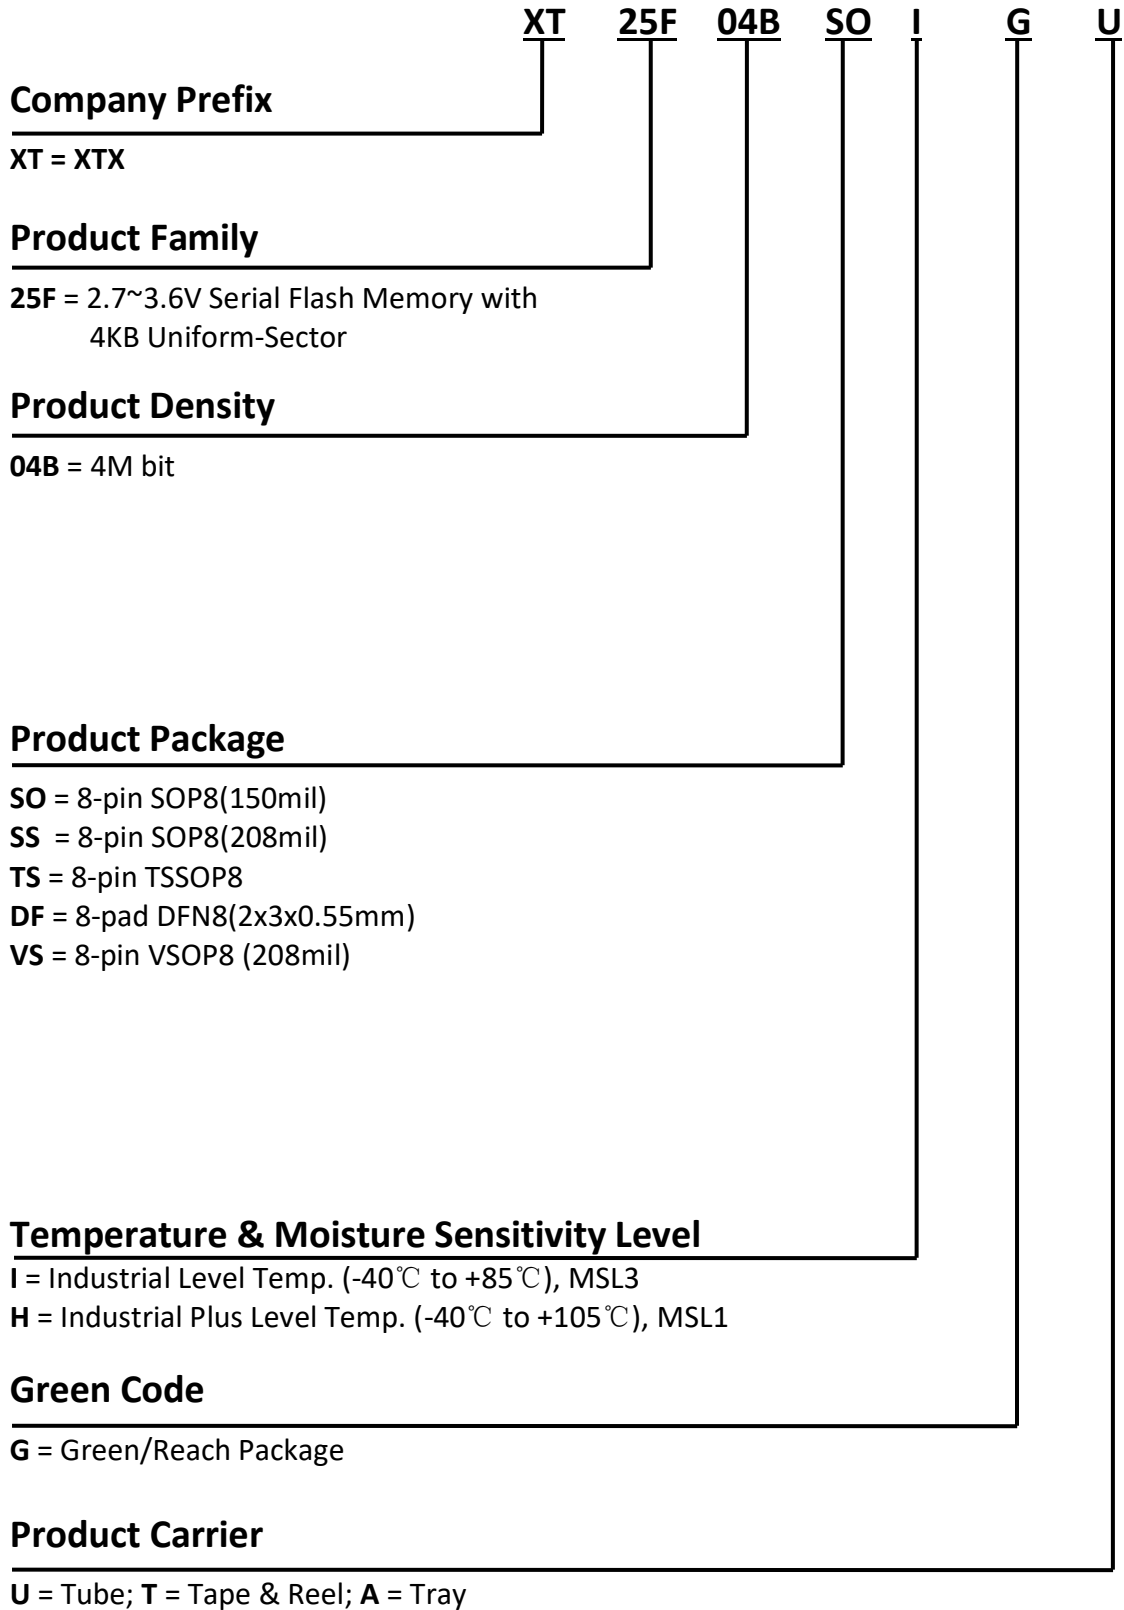 XT 25F 04B SO I G U
Company Prefix
XT = XTX
Product Family
25F = 2.7~3.6V Serial Flash Memory with
4KB Uniform-Sector
Product Density
04B = 4M bit
Product Package
SO = 8-pin SOP8(150mil)
SS = 8-pin SOP8(208mil)
TS = 8-pin TSSOP8
DF = 8-pad DFN8(2x3x0.55mm)
VS = 8-pin VSOP8 (208mil)
Temperature & Moisture Sensitivity Level
I = Industrial Level Temp. (-40℃ to +85℃), MSL3
H = Industrial Plus Level Temp. (-40℃ to +105℃), MSL1
Green Code
G = Green/Reach Package
Product Carrier
U = Tube; T = Tape & Reel; A = Tray